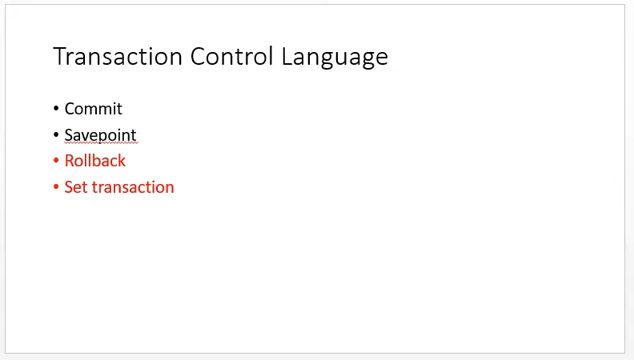 Transaction Control Language
• Commit
• Savepoint
• Rollback
• Set transaction